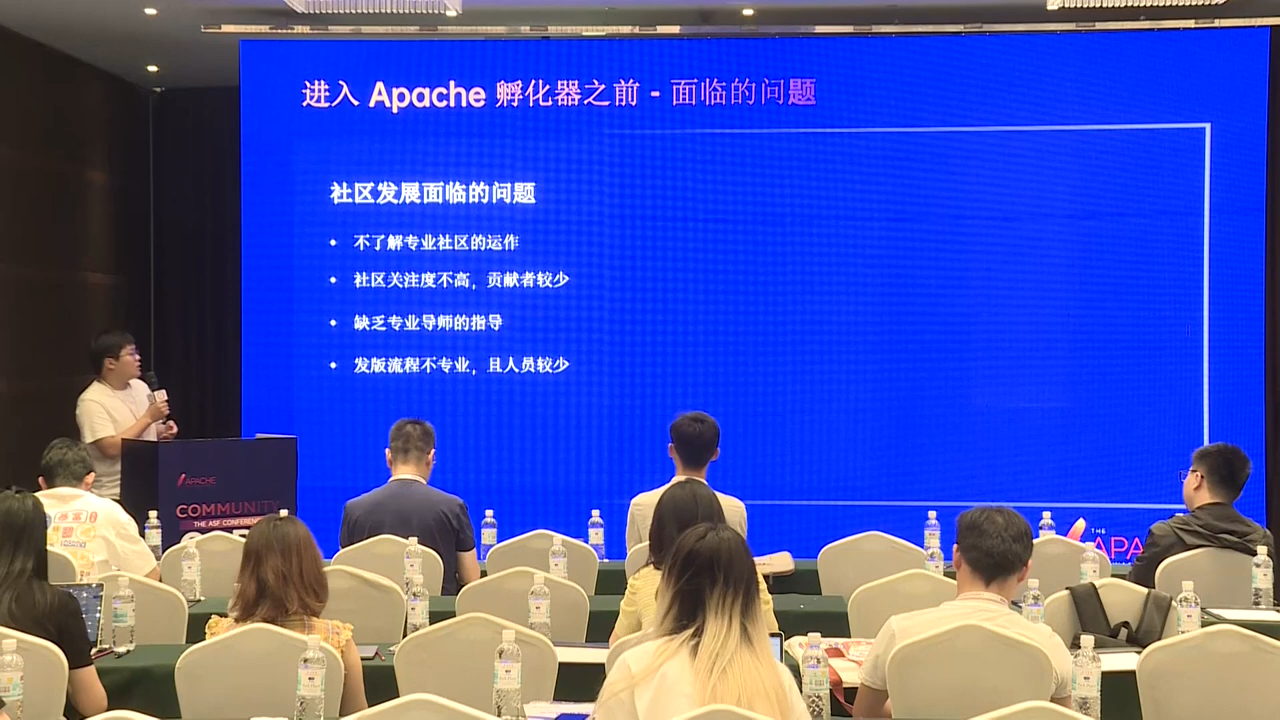 进入 Apache 孵化器之前 - 面临的问题
社区发展面临的问题
• 不了解专业社区的运作
• 社区关注度不高，贡献者较少
• 缺乏专业导师的指导
• 发版流程不专业，且人员较少
APACHE
COMMUNITY
THE ASF CONFERENCE
THE
APA